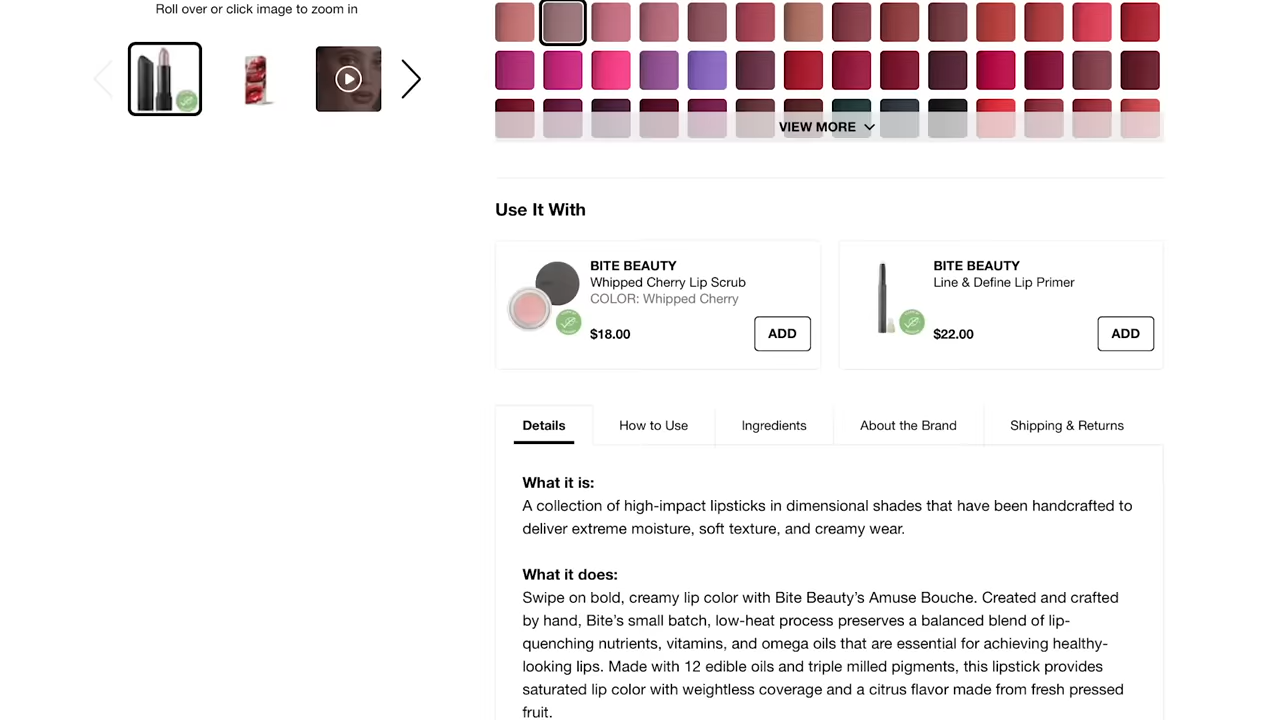 Roll over or click image to zoom in
VIEW MORE
Use It With
BITE BEAUTY
Whipped Cherry Lip Scrub
COLOR: Whipped Cherry
$18.00
ADD
BITE BEAUTY
Line & Define Lip Primer
$22.00
ADD
Details
How to Use
Ingredients
About the Brand
Shipping & Returns
What it is:
A collection of high-impact lipsticks in dimensional shades that have been handcrafted to
deliver extreme moisture, soft texture, and creamy wear.
What it does:
Swipe on bold, creamy lip color with Bite Beauty’s Amuse Bouche. Created and crafted
by hand, Bite’s small batch, low-heat process preserves a balanced blend of lip-
quenching nutrients, vitamins, and omega oils that are essential for achieving healthy-
looking lips. Made with 12 edible oils and triple milled pigments, this lipstick provides
saturated lip color with weightless coverage and a citrus flavor made from fresh pressed
fruit.